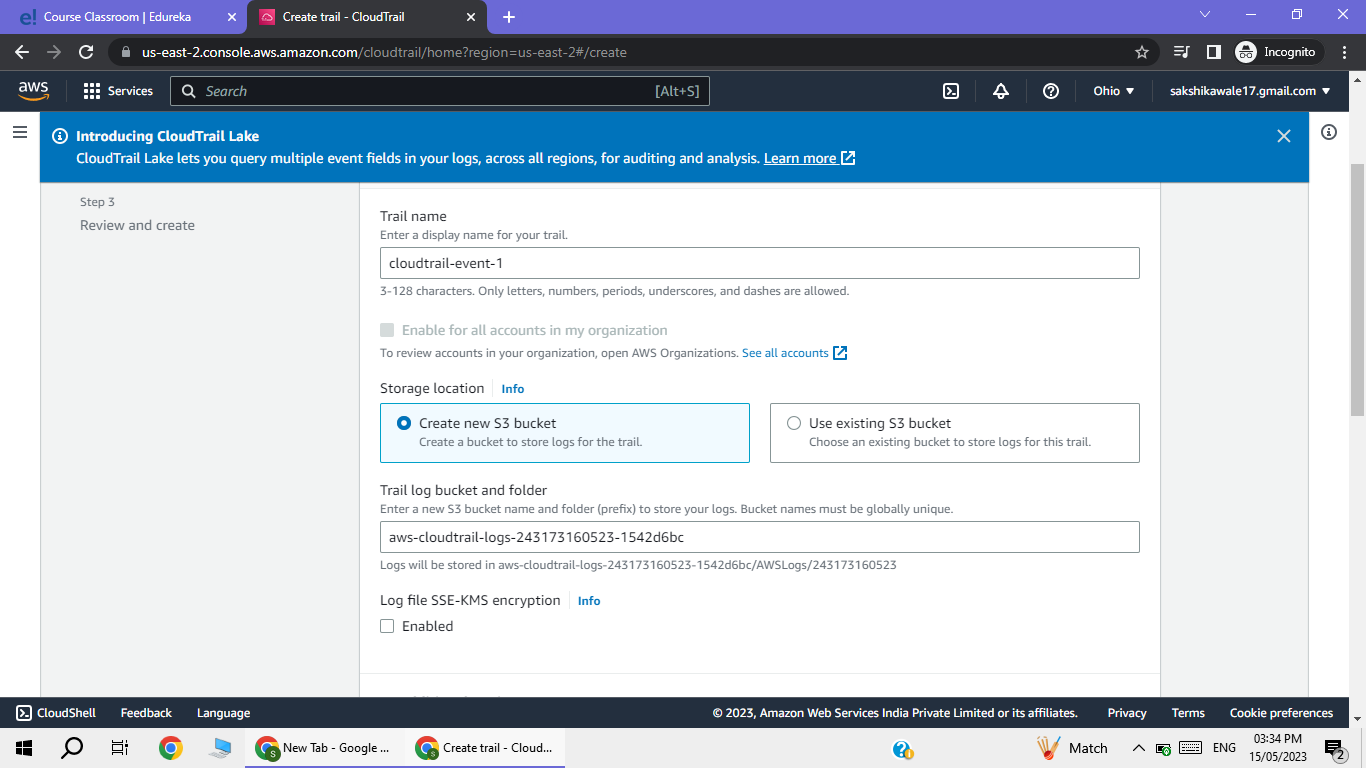 Course Classroom | Edureka
Create trail - CloudTrail
us-east-2.console.aws.amazon.com/cloudtrail/home?region=us-east-2#/create
Incognito
aws
Services
Search
[Alt+S]
Ohio
sakshikawale17.gmail.com
Introducing CloudTrail Lake
CloudTrail Lake lets you query multiple event fields in your logs, across all regions, for auditing and analysis. Learn more
Step 3
Review and create
Trail name
Enter a display name for your trail.
cloudtrail-event-1
3-128 characters. Only letters, numbers, periods, underscores, and dashes are allowed.
Enable for all accounts in my organization
To review accounts in your organization, open AWS Organizations. See all accounts
Storage location Info
Create new S3 bucket
Create a bucket to store logs for the trail.
Use existing S3 bucket
Choose an existing bucket to store logs for this trail.
Trail log bucket and folder
Enter a new S3 bucket name and folder (prefix) to store your logs. Bucket names must be globally unique.
aws-cloudtrail-logs-243173160523-1542d6bc
Logs will be stored in aws-cloudtrail-logs-243173160523-1542d6bc/AWSLogs/243173160523
Log file SSE-KMS encryption Info
Enabled
CloudShell
Feedback
Language
© 2023, Amazon Web Services India Private Limited or its affiliates.
Privacy
Terms
Cookie preferences
New Tab - Google ...
Create trail - Cloud...
Match
ENG
03:34 PM
15/05/2023
2